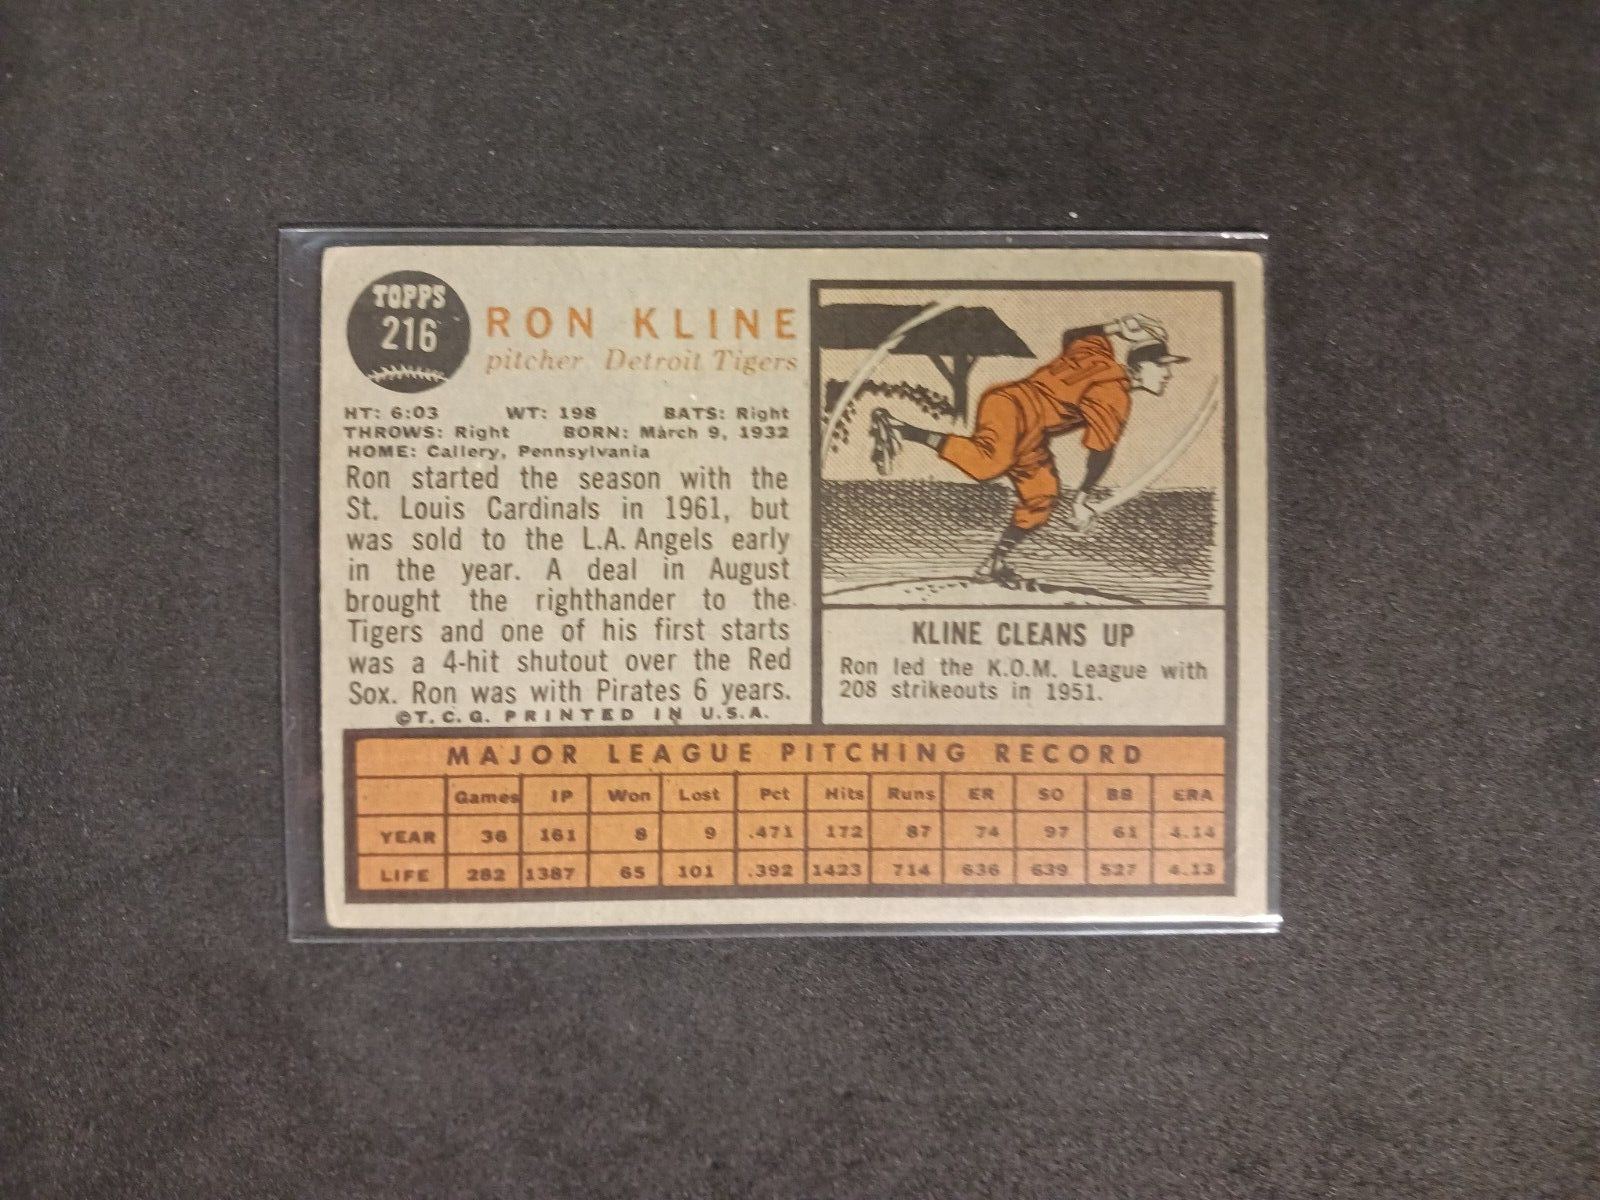 TOPPS
216
RON KLINE
pitcher Detroit Tigers
HT: 6:03 WT: 198 BATS: Right
THROWS: Right BORN: March 9, 1932
HOME: Callery, Pennsylvania
Ron started the season with the
St. Louis Cardinals in 1961, but
was sold to the L.A. Angels early
in the year. A deal in August
brought the righthander to the
Tigers and one of his first starts
was a 4-hit shutout over the Red
Sox. Ron was with Pirates 6 years.
©T.C.G. PRINTED IN U.S.A.
KLINE CLEANS UP
Ron led the K.O.M. League with
208 strikeouts in 1951.
MAJOR LEAGUE PITCHING RECORD
Games IP Won Lost Pct Hits Runs ER SO BB ERA
YEAR 36 161 8 9 .471 172 87 74 97 61 4.14
LIFE 282 1387 65 101 .392 1423 714 636 639 527 4.13